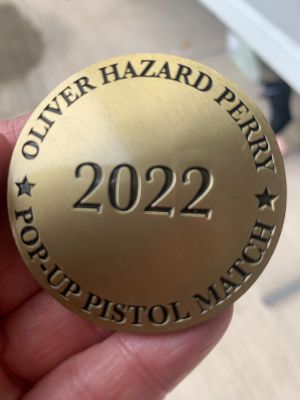 OLIVER HAZARD PERRY
2022
★ POP-UP PISTOL MATCH ★